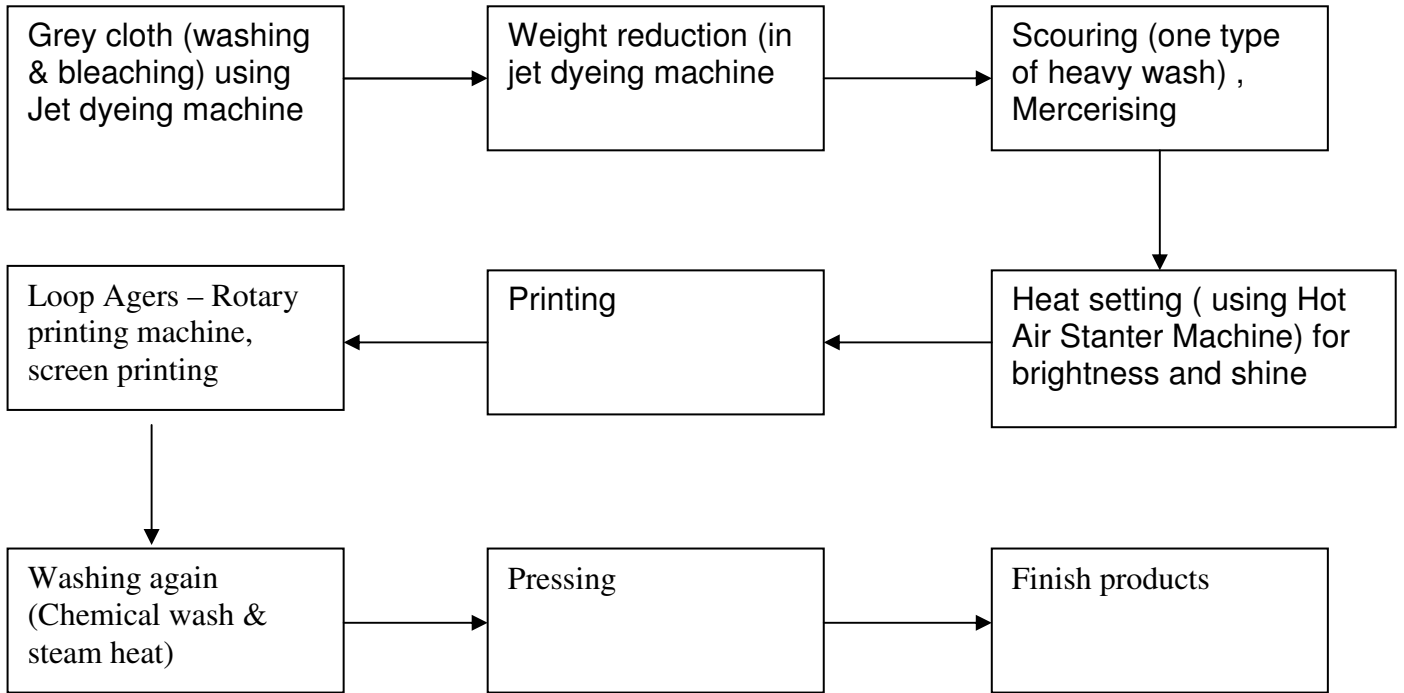 Grey cloth (washing
& bleaching) using
Jet dyeing machine
Weight reduction (in
jet dyeing machine
Scouring (one type
of heavy wash) ,
Mercerising
Heat setting ( using Hot
Air Stanter Machine) for
brightness and shine
Printing
Loop Agers – Rotary
printing machine,
screen printing
Washing again
(Chemical wash &
steam heat)
Pressing
Finish products